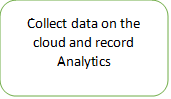 Collect data on the
cloud and record
Analytics